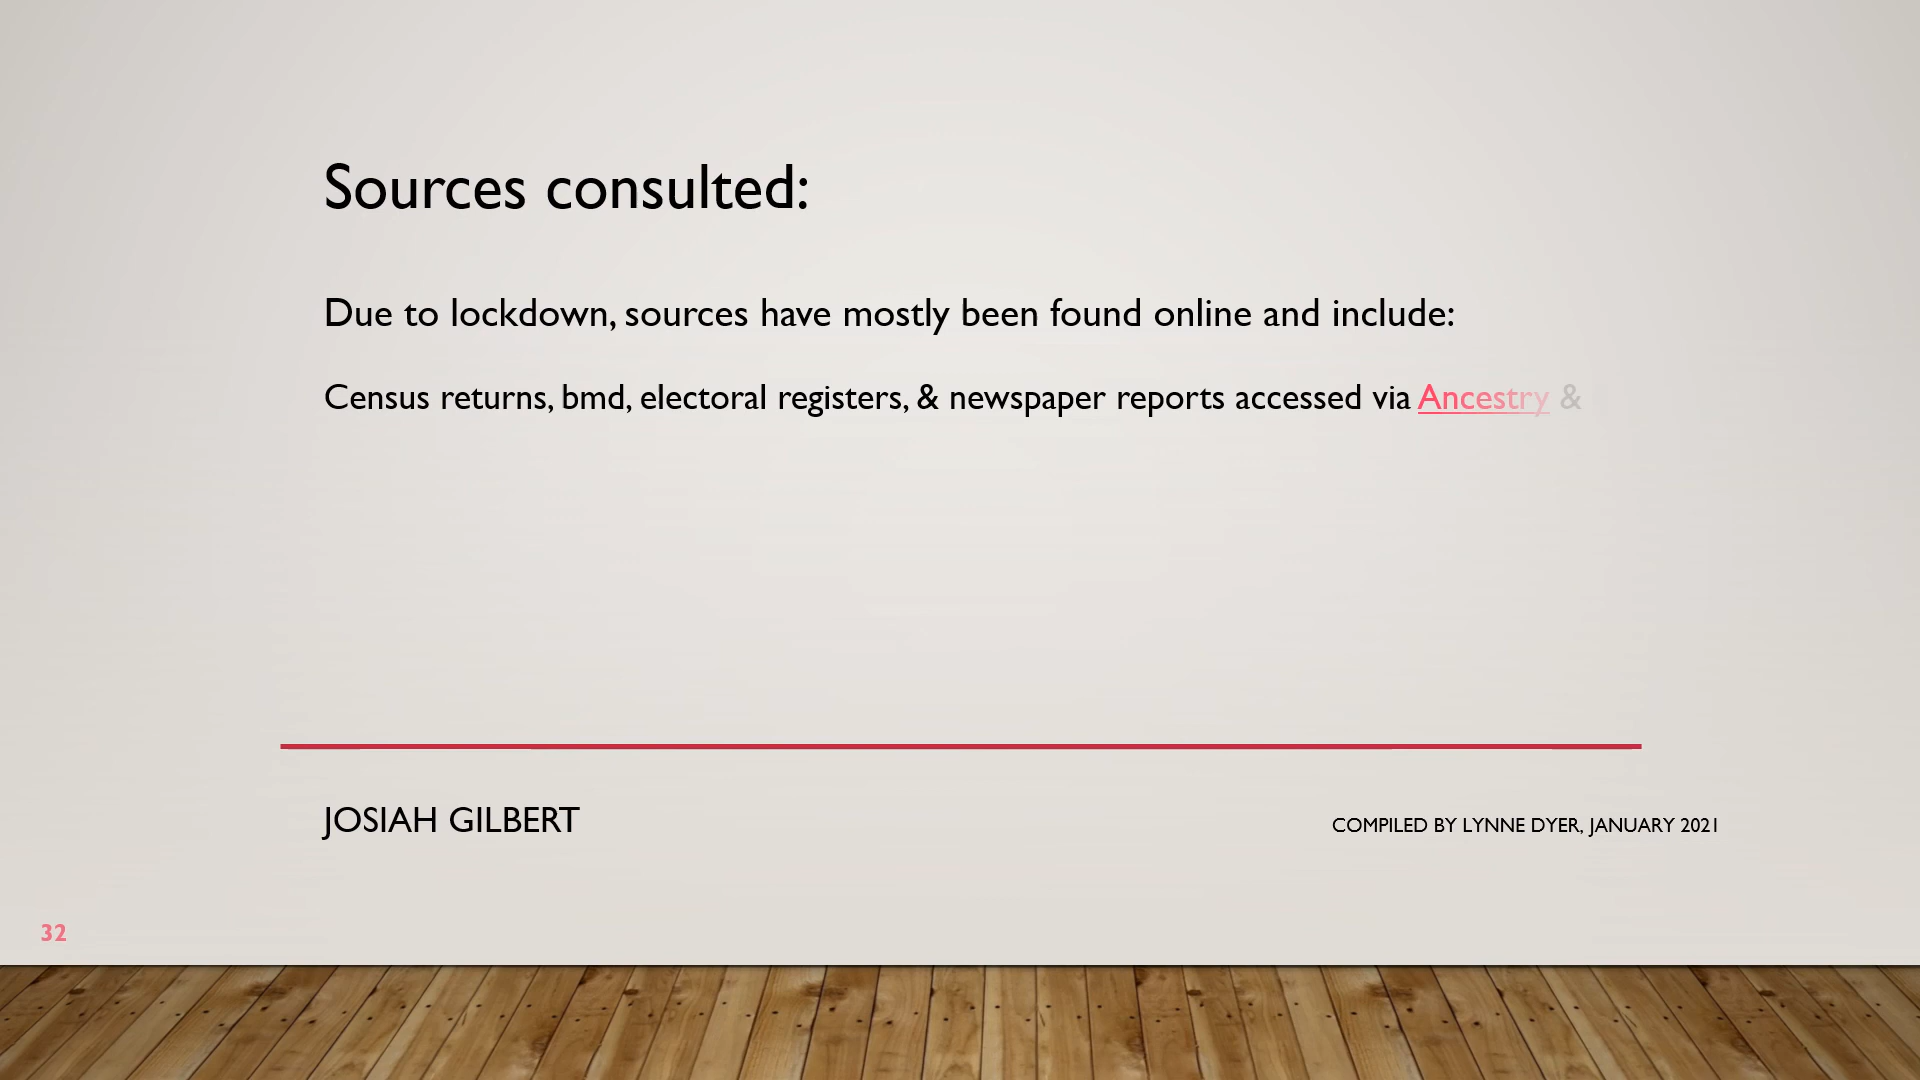 Sources consulted:
Due to lockdown, sources have mostly been found online and include:
Census returns, bmd, electoral registers, & newspaper reports accessed via Ancestry &
JOSIAH GILBERT
COMPILED BY LYNNE DYER, JANUARY 2021
32